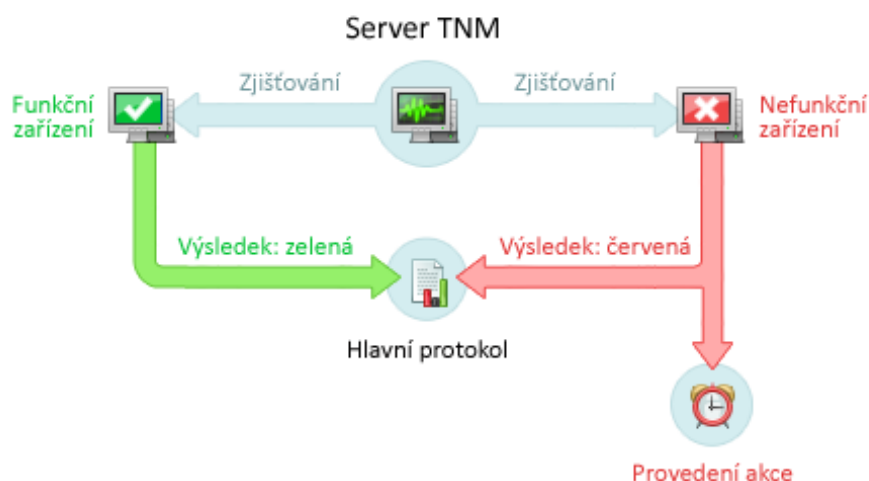 Server TNM
Zjišťování
Zjišťování
Funkční
zařízení
Nefunkční
zařízení
Výsledek: zelená
Výsledek: červená
Hlavní protokol
Provedení akce